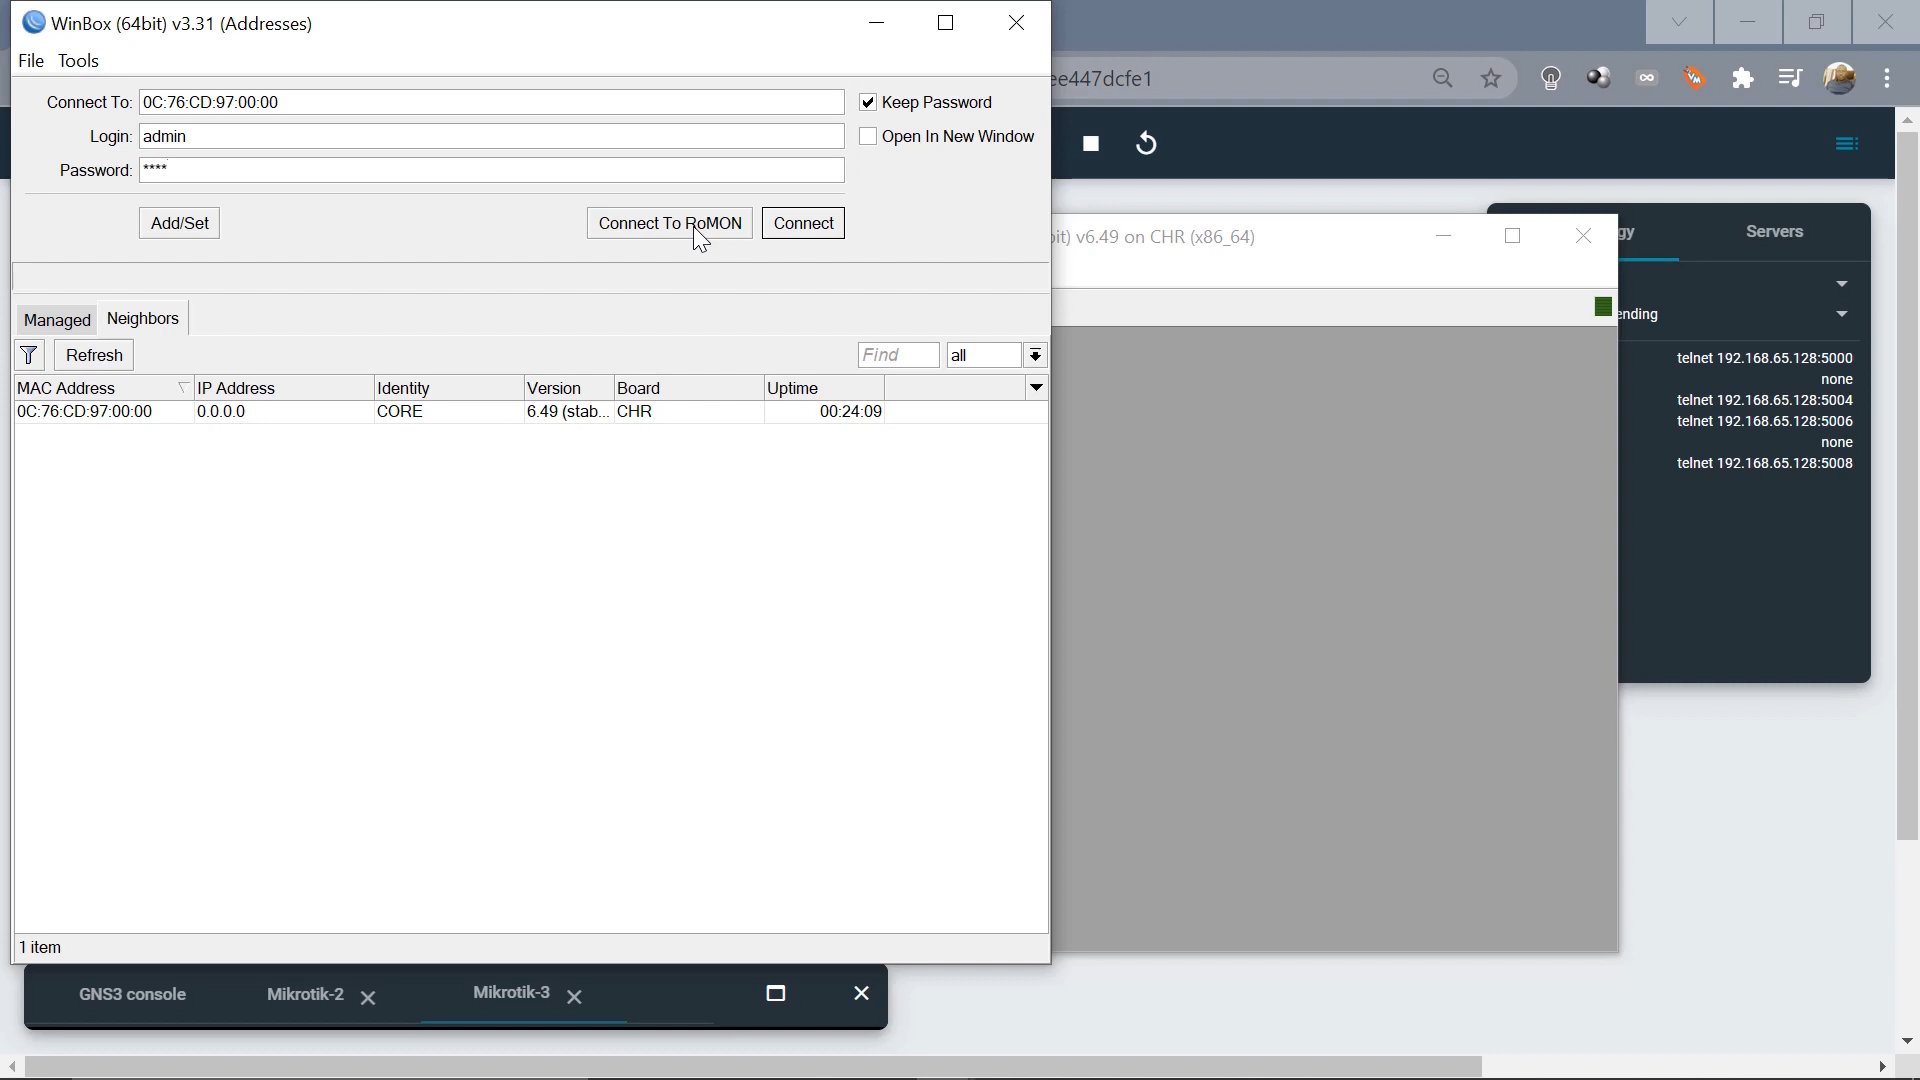 WinBox (64bit) v3.31 (Addresses)
File Tools
Connect To: 0C:76:CD:97:00:00
Keep Password
Login: admin
Open In New Window
Password: ****
Add/Set
Connect To RoMON
Connect
Managed
Neighbors
Refresh
Find
all
MAC Address IP Address Identity Version Board Uptime
0C:76:CD:97:00:00 0.0.0.0 CORE 6.49 (stab... CHR 00:24:09
1 item
ee447dcfe1
bit) v6.49 on CHR (x86_64)
gy
Servers
ending
telnet 192.168.65.128:5000
none
telnet 192.168.65.128:5004
telnet 192.168.65.128:5006
none
telnet 192.168.65.128:5008
GNS3 console
Mikrotik-2
Mikrotik-3